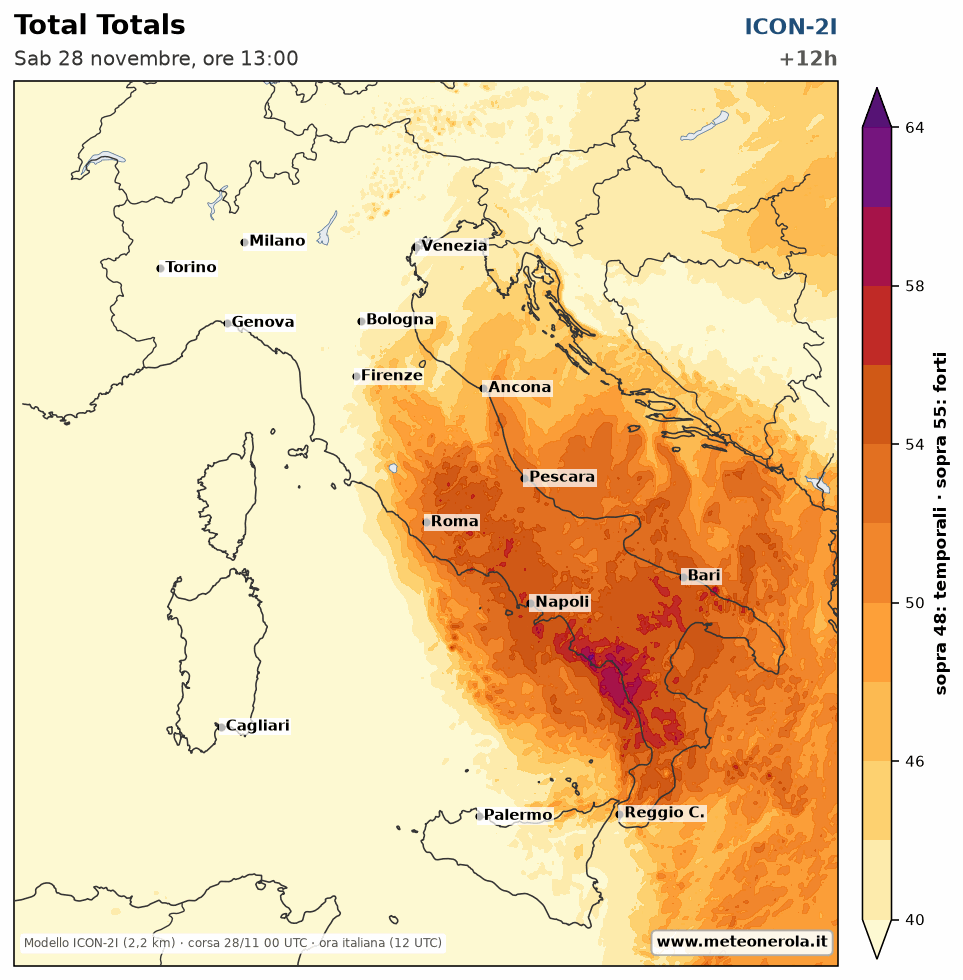 Total Totals
ICON-2I
Sab 28 novembre, ore 13:00
+12h
64
Milano
Venezia
Torino
58
Genova
Bologna
Firenze
Ancona
54
Pescara
Roma
Bari
50
Napoli
Cagliari
46
Palermo
Reggio C.
40
sopra 48: temporali · sopra 55: forti
Modello ICON-2I (2,2 km) · corsa 28/11 00 UTC · ora italiana (12 UTC)
www.meteonerola.it